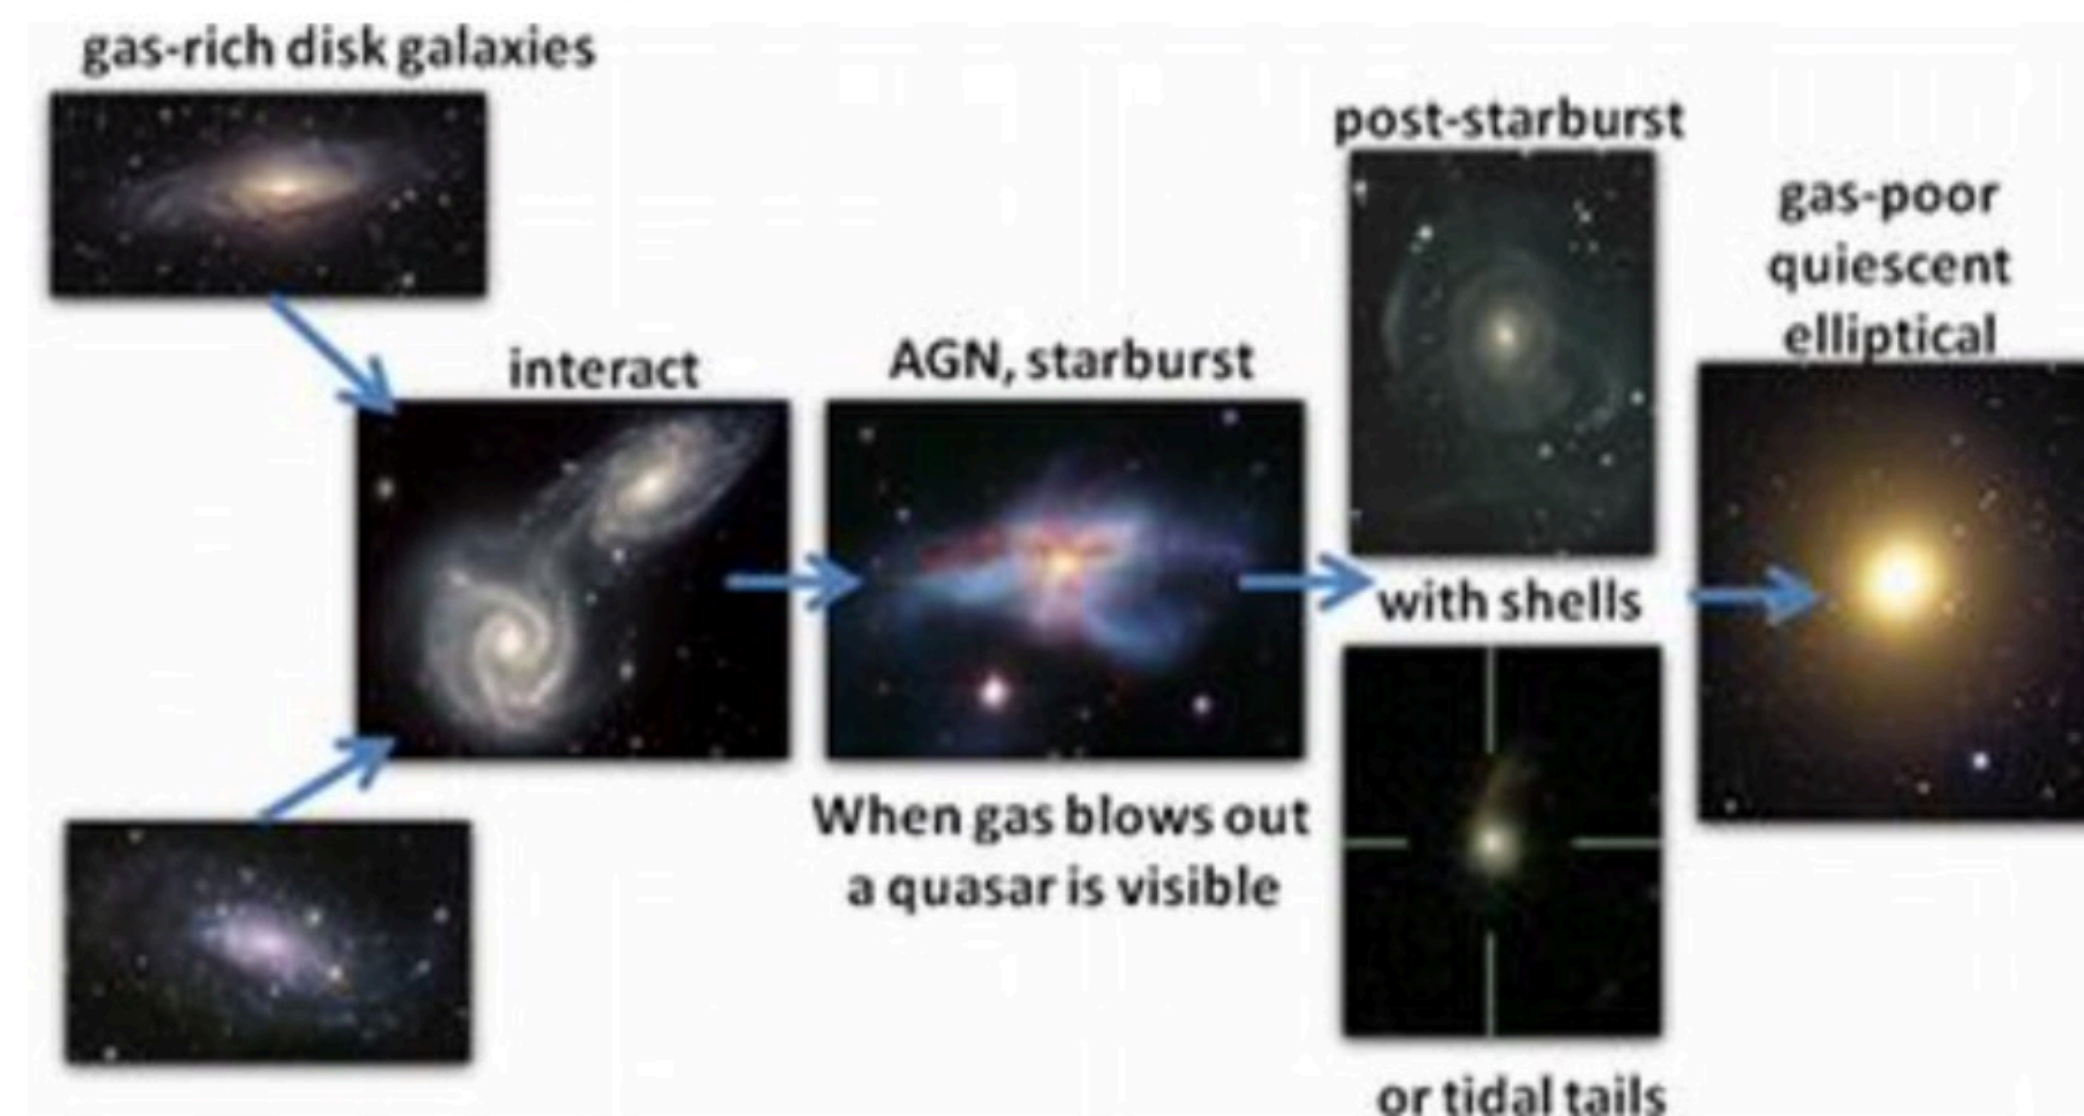 gas-rich disk galaxies
interact
AGN, starburst
When gas blows out
a quasar is visible
post-starburst
with shells
or tidal tails
gas-poor
quiescent
elliptical